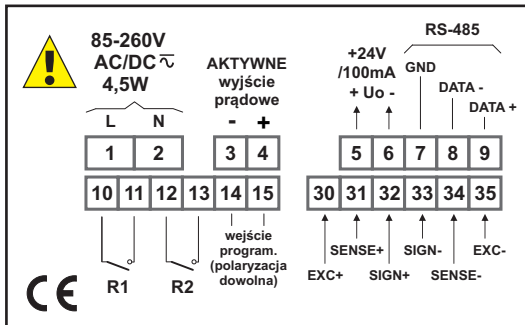 85-260V
AC/DC
4,5W
L N
AKTYWNE
wyjście
prądowe
- +
+24V
/100mA
+ Uo -
RS-485
GND
DATA -
DATA +
1 2 3 4 5 6 7 8 9
10 11 12 13 14 15 30 31 32 33 34 35
R1 R2
wejście
program.
(polaryzacja
dowolna)
SENSE+ SIGN- EXC-
EXC+ SIGN+ SENSE-
CE